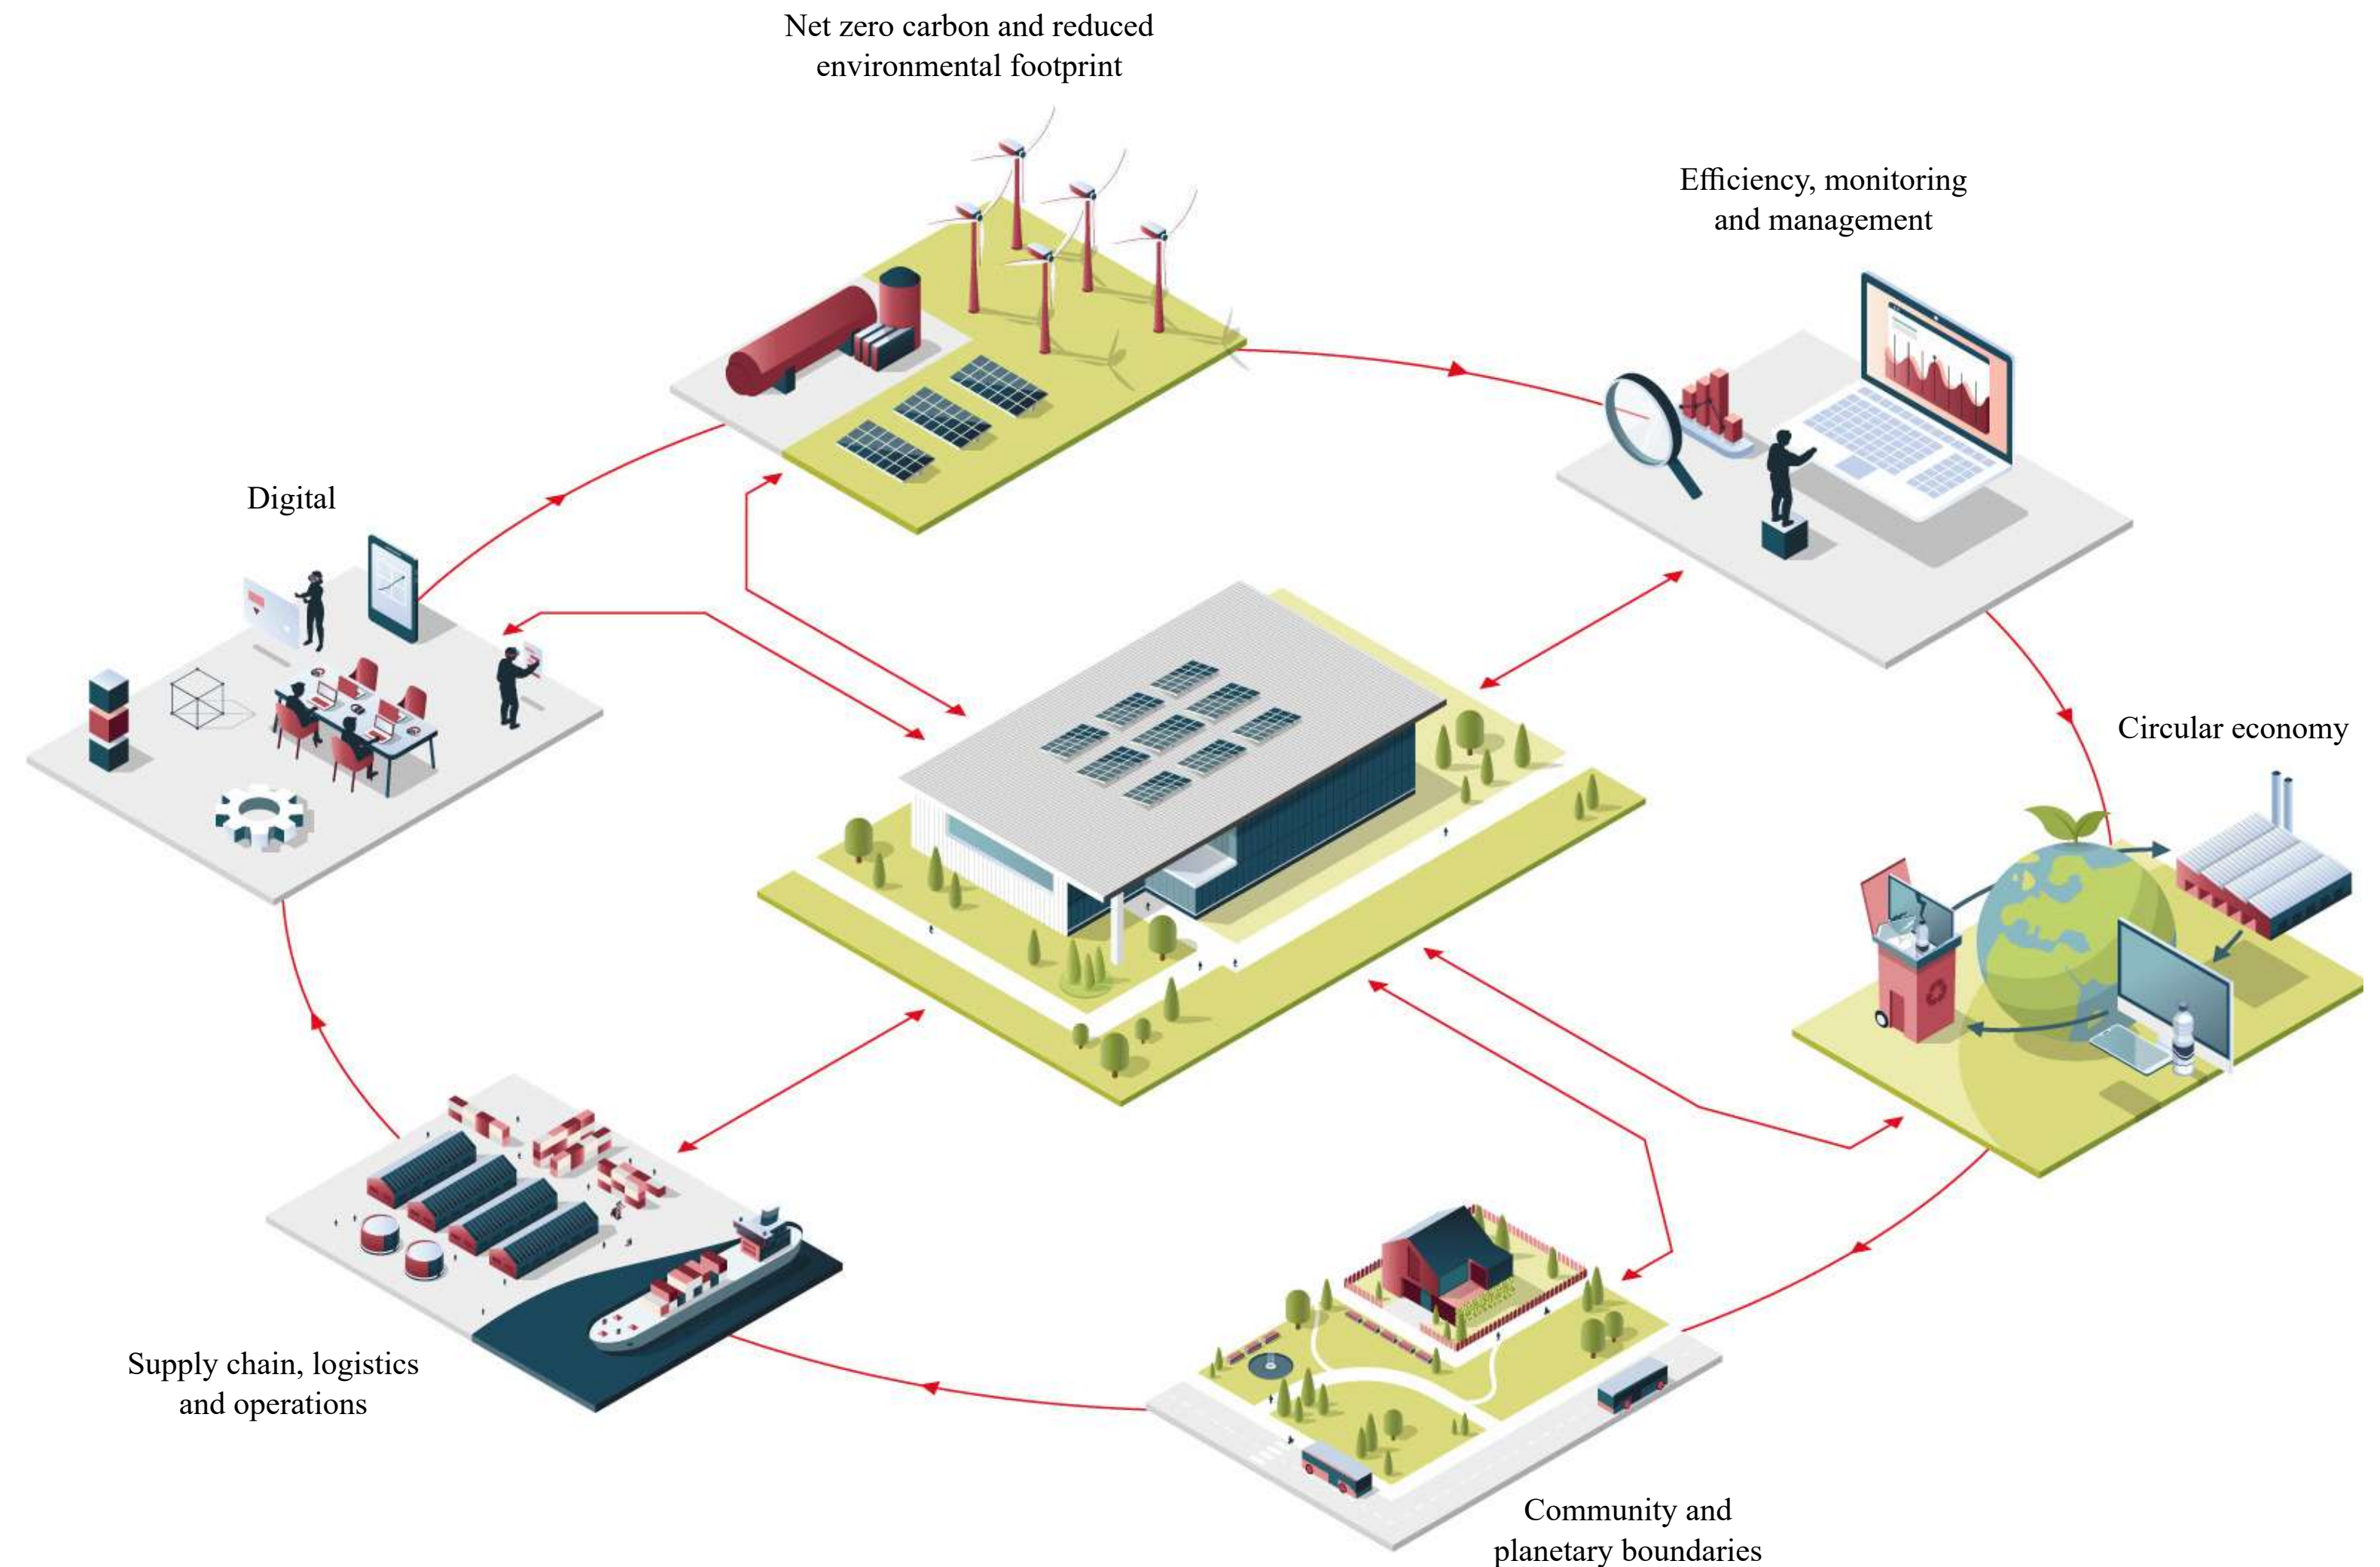 Net zero carbon and reduced
environmental footprint
Efficiency, monitoring
and management
Digital
Circular economy
Supply chain, logistics
and operations
Community and
planetary boundaries